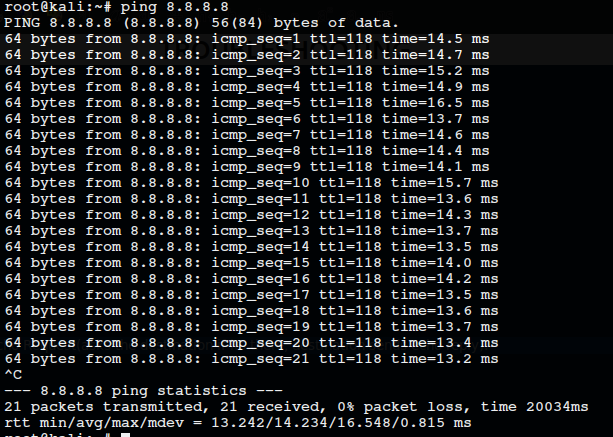 root@kali:~# ping 8.8.8.8
PING 8.8.8.8 (8.8.8.8) 56(84) bytes of data.
64 bytes from 8.8.8.8: icmp_seq=1 ttl=118 time=14.5 ms
64 bytes from 8.8.8.8: icmp_seq=2 ttl=118 time=14.7 ms
64 bytes from 8.8.8.8: icmp_seq=3 ttl=118 time=15.2 ms
64 bytes from 8.8.8.8: icmp_seq=4 ttl=118 time=14.9 ms
64 bytes from 8.8.8.8: icmp_seq=5 ttl=118 time=16.5 ms
64 bytes from 8.8.8.8: icmp_seq=6 ttl=118 time=13.7 ms
64 bytes from 8.8.8.8: icmp_seq=7 ttl=118 time=14.6 ms
64 bytes from 8.8.8.8: icmp_seq=8 ttl=118 time=14.4 ms
64 bytes from 8.8.8.8: icmp_seq=9 ttl=118 time=14.1 ms
64 bytes from 8.8.8.8: icmp_seq=10 ttl=118 time=15.7 ms
64 bytes from 8.8.8.8: icmp_seq=11 ttl=118 time=13.6 ms
64 bytes from 8.8.8.8: icmp_seq=12 ttl=118 time=14.3 ms
64 bytes from 8.8.8.8: icmp_seq=13 ttl=118 time=13.7 ms
64 bytes from 8.8.8.8: icmp_seq=14 ttl=118 time=13.5 ms
64 bytes from 8.8.8.8: icmp_seq=15 ttl=118 time=14.0 ms
64 bytes from 8.8.8.8: icmp_seq=16 ttl=118 time=14.2 ms
64 bytes from 8.8.8.8: icmp_seq=17 ttl=118 time=13.5 ms
64 bytes from 8.8.8.8: icmp_seq=18 ttl=118 time=13.6 ms
64 bytes from 8.8.8.8: icmp_seq=19 ttl=118 time=13.7 ms
64 bytes from 8.8.8.8: icmp_seq=20 ttl=118 time=13.4 ms
64 bytes from 8.8.8.8: icmp_seq=21 ttl=118 time=13.2 ms
^C
--- 8.8.8.8 ping statistics ---
21 packets transmitted, 21 received, 0% packet loss, time 20034ms
rtt min/avg/max/mdev = 13.242/14.234/16.548/0.815 ms
root@kali:~#